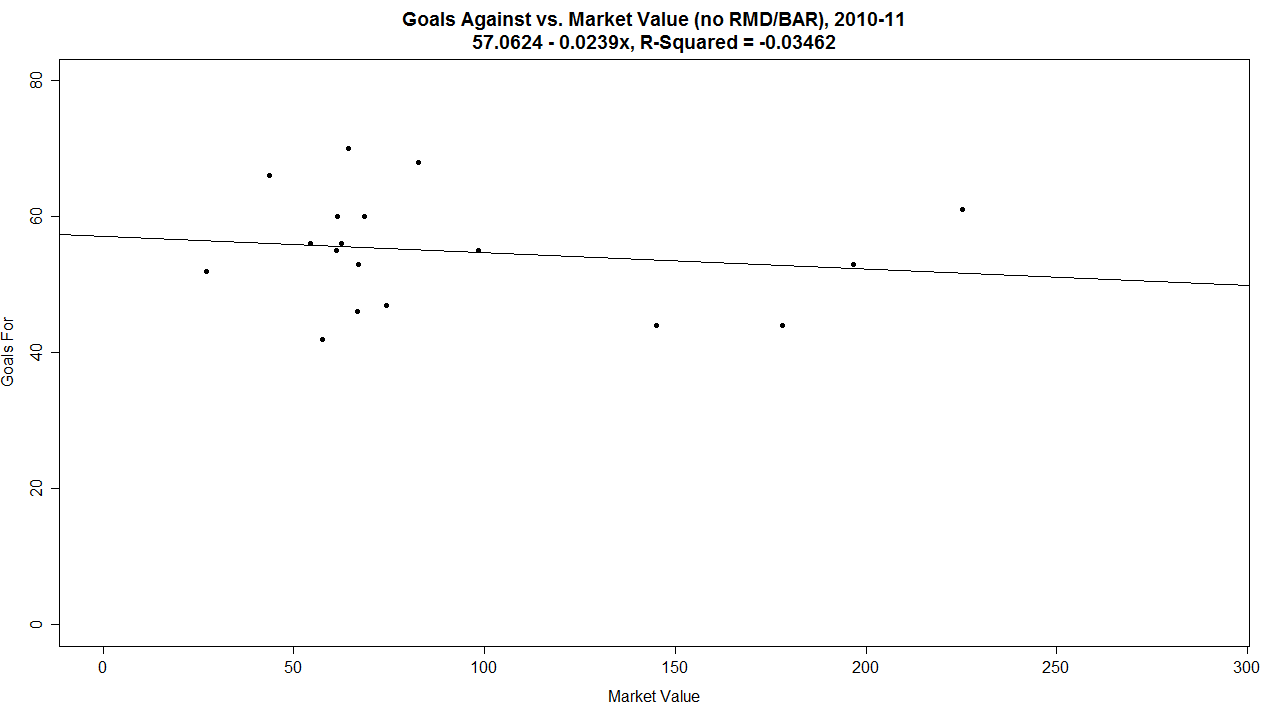 Goals Against vs. Market Value (no RMD/BAR), 2010-11
57.0624 - 0.0239x, R-Squared = -0.03462
80
60
40
20
0
Goals For
0 50 100 150 200 250 300
Market Value